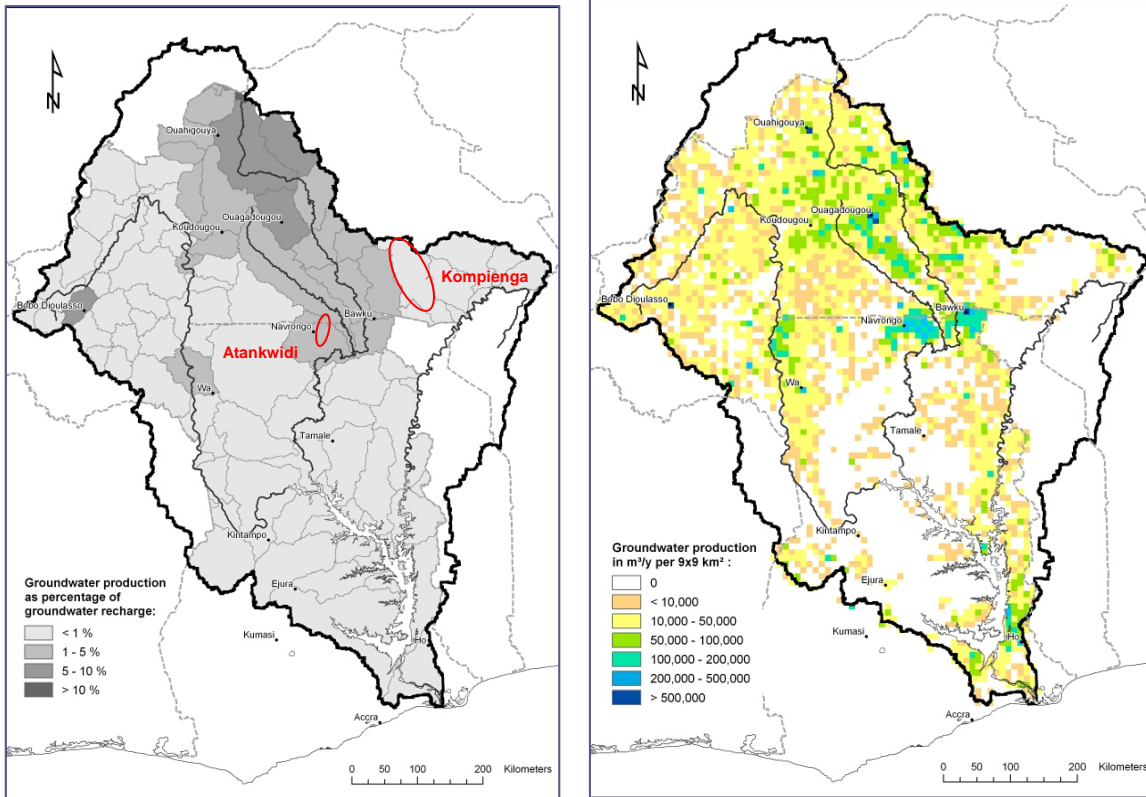 N
Ouahigouya
Ouagadougou
Koudougou
Kompienga
Bobo Dioulasso
Bawku
Navrongo
Atankwidi
Wa
Tamale
Kintampo
Ejura
Kumasi
Ho
Accra
Groundwater production
as percentage of
groundwater recharge:
< 1 %
1 - 5 %
5 - 10 %
> 10 %
0 50 100 200 Kilometers
N
Ouahigouya
Ouagadougou
Koudougou
Bobo Dioulasso
Bawku
Navrongo
Wa
Tamale
Kintampo
Ejura
Kumasi
Ho
Accra
Groundwater production
in m³/y per 9x9 km² :
0
< 10,000
10,000 - 50,000
50,000 - 100,000
100,000 - 200,000
200,000 - 500,000
> 500,000
0 50 100 200 Kilometers